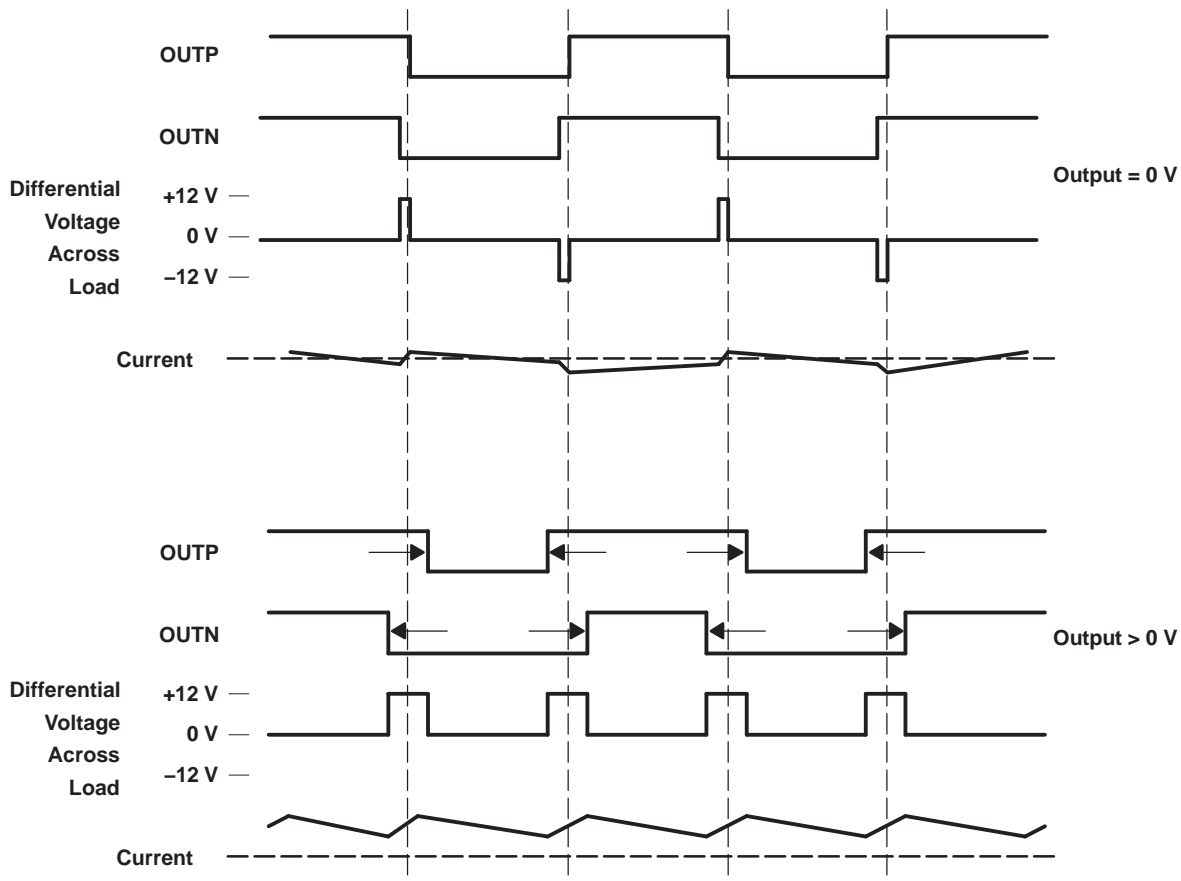 OUTP
OUTN
Output = 0 V
Differential
Voltage
Across
Load
+12 V
0 V
–12 V
Current
OUTP
OUTN
Output > 0 V
Differential
Voltage
Across
Load
+12 V
0 V
–12 V
Current